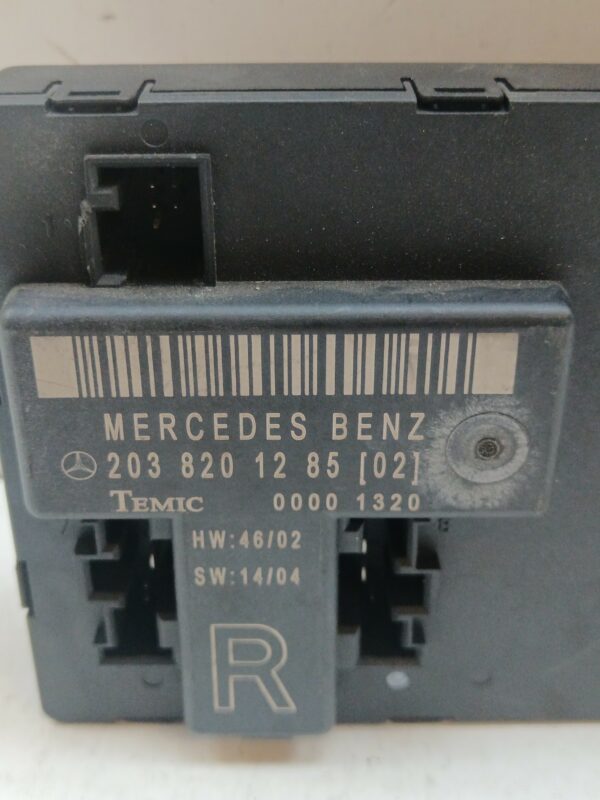 MERCEDES BENZ
203 820 12 85 [02]
TEMIC 0000 1320
HW:46/02
SW:14/04
R